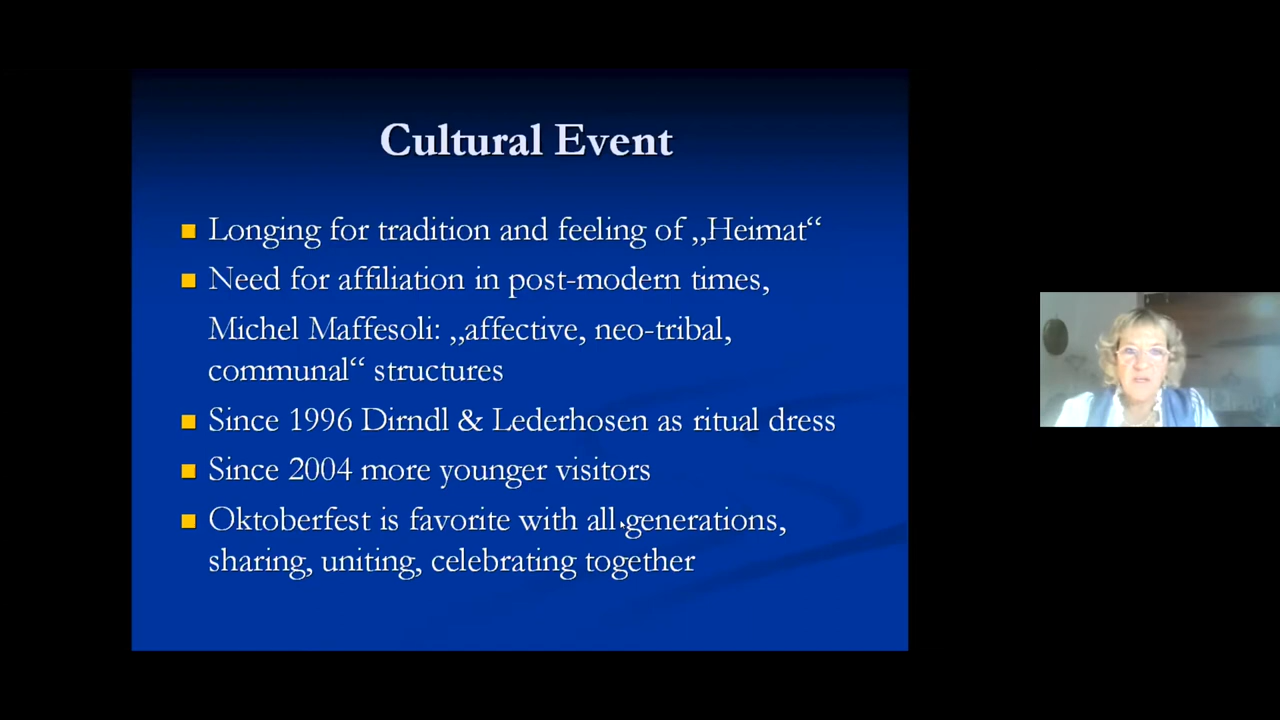 Cultural Event
Longing for tradition and feeling of „Heimat“
Need for affiliation in post-modern times,
Michel Maffesoli: „affective, neo-tribal,
communal“ structures
Since 1996 Dirndl & Lederhosen as ritual dress
Since 2004 more younger visitors
Oktoberfest is favorite with all generations,
sharing, uniting, celebrating together